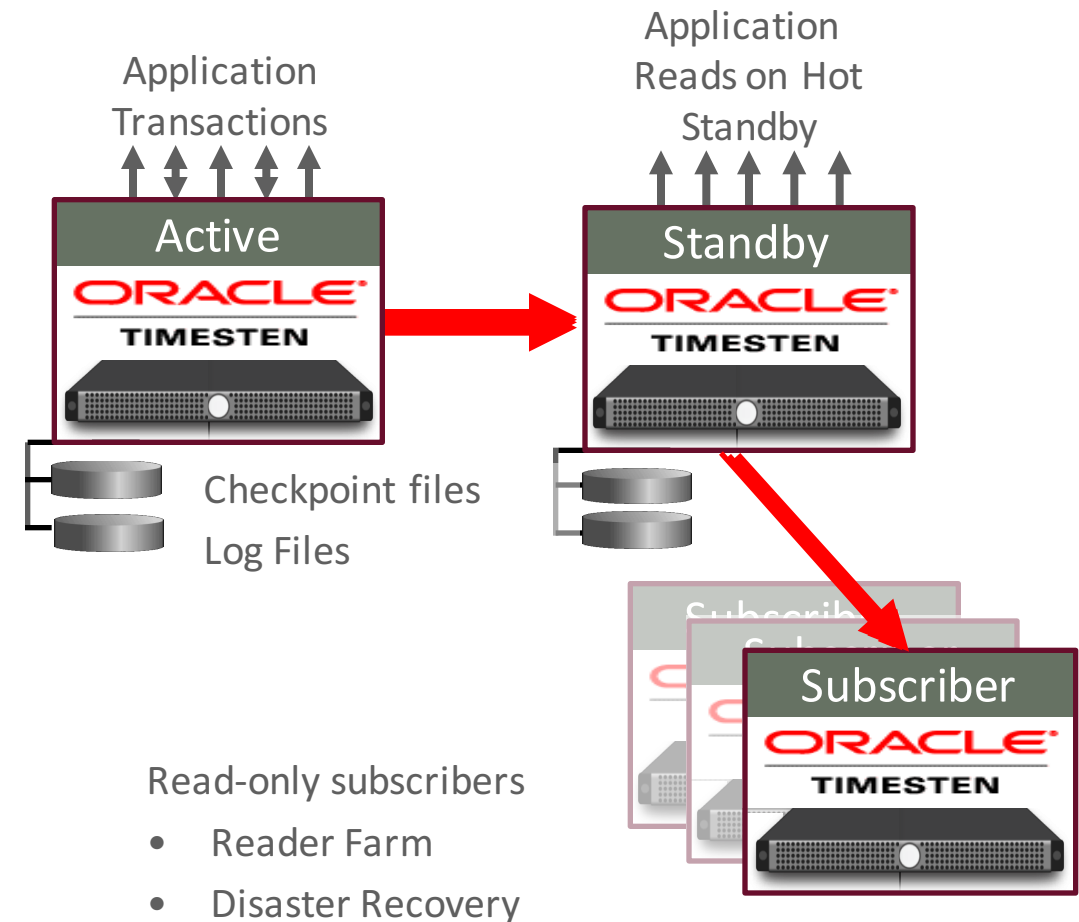 Application
Transactions
Application
Reads on Hot
Standby
Active
ORACLE®
TIMESTEN
Standby
ORACLE®
TIMESTEN
Checkpoint files
Log Files
Subscriber
ORACLE®
TIMESTEN
Read-only subscribers
• Reader Farm
• Disaster Recovery